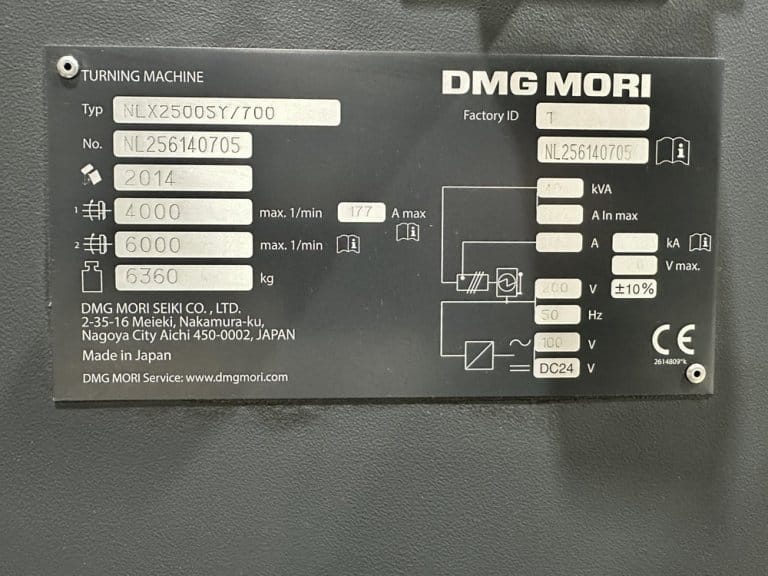 TURNING MACHINE
DMG MORI
Typ NLX2500SY/700
Factory ID 1
No. NL256140705
NL256140705
2014
1 4000 max. 1/min 177 A max
2 6000 max. 1/min
6360 kg
kVA
A In max
A kA
V max.
200 V ±10%
50 Hz
100 V
DC24 V
DMG MORI SEIKI CO., LTD.
2-35-16 Meieki, Nakamura-ku,
Nagoya City Aichi 450-0002, JAPAN
Made in Japan
DMG MORI Service: www.dmgmori.com
CE
2614809*k